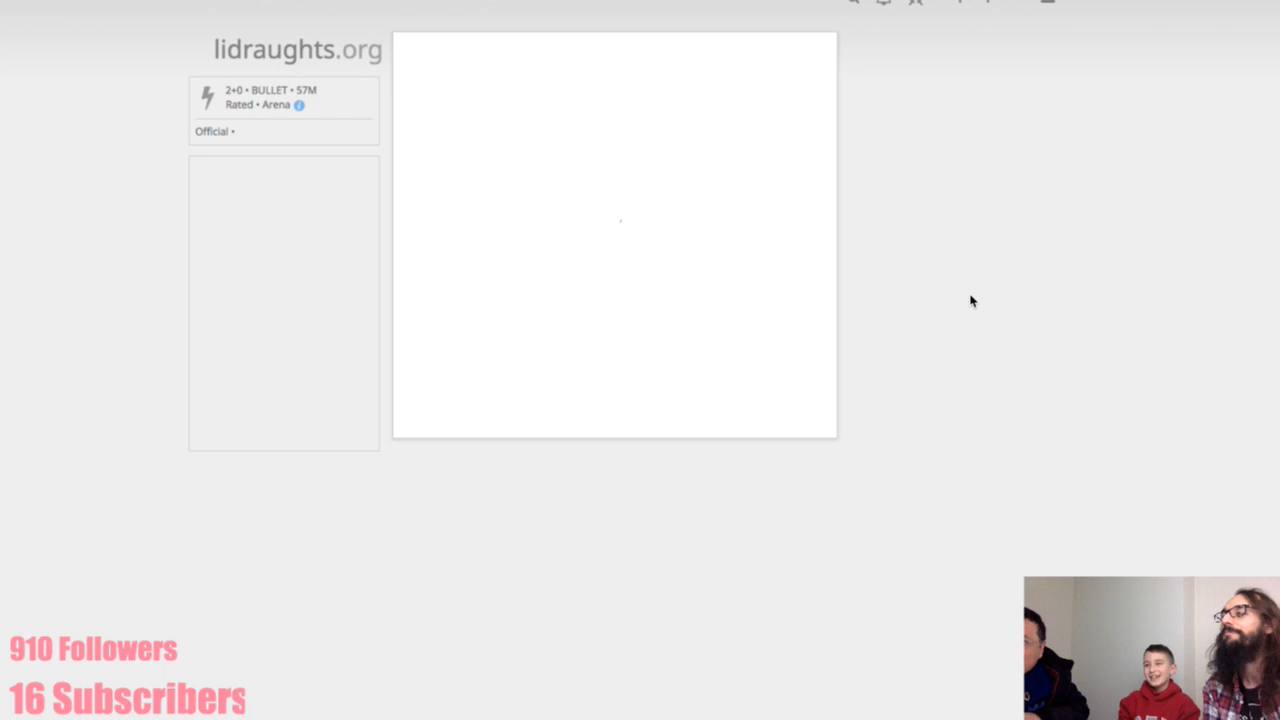 lidraughts.org
2+0 • BULLET • 57M
Rated • Arena i
Official •
910 Followers
16 Subscribers